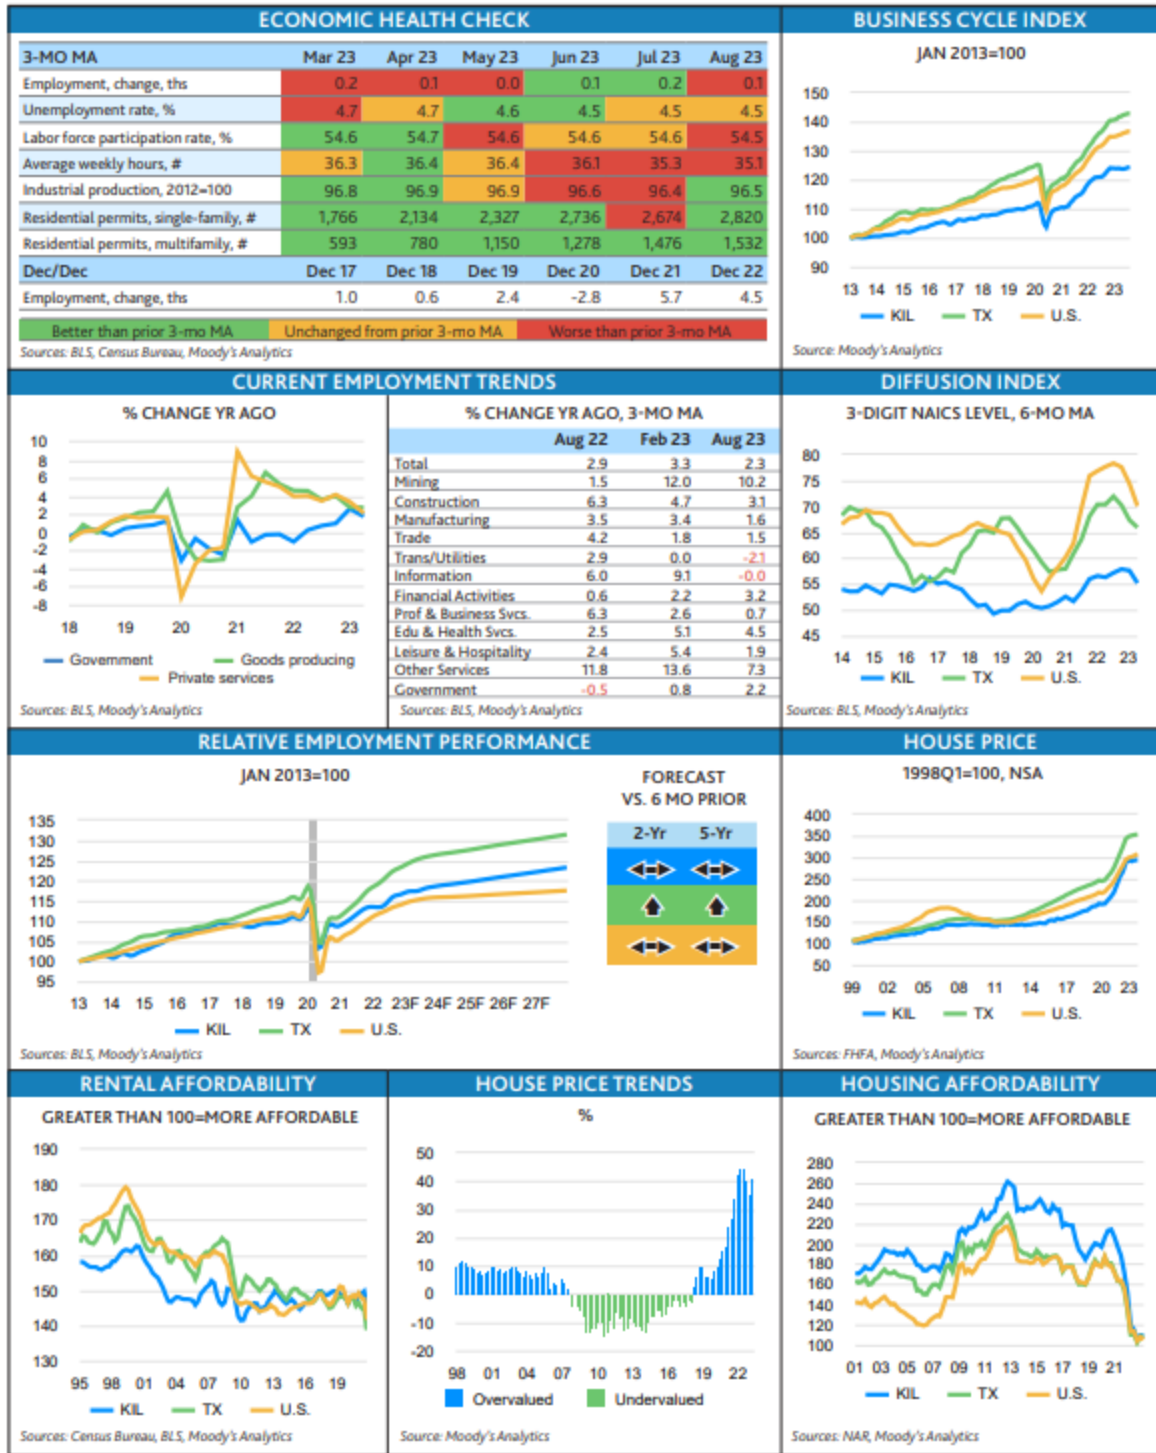 ECONOMIC HEALTH CHECK
3-MO MA Mar 23 Apr 23 May 23 Jun 23 Jul 23 Aug 23
Employment, change, ths 0.2 0.1 0.0 0.1 0.2 0.1
Unemployment rate, % 4.7 4.7 4.6 4.5 4.5 4.5
Labor force participation rate, % 54.6 54.7 54.6 54.6 54.6 54.5
Average weekly hours, # 36.3 36.4 36.4 36.1 35.3 35.1
Industrial production, 2012=100 96.8 96.9 96.9 96.6 96.4 96.5
Residential permits, single-family, # 1,766 2,134 2,327 2,736 2,674 2,820
Residential permits, multifamily, # 593 780 1,150 1,278 1,476 1,532
Dec/Dec Dec 17 Dec 18 Dec 19 Dec 20 Dec 21 Dec 22
Employment, change, ths 1.0 0.6 2.4 -2.8 5.7 4.5
Better than prior 3-mo MA Unchanged from prior 3-mo MA Worse than prior 3-mo MA
Sources: BLS, Census Bureau, Moody's Analytics
BUSINESS CYCLE INDEX
JAN 2013=100
150
140
130
120
110
100
90
13 14 15 16 17 18 19 20 21 22 23
KIL TX U.S.
Source: Moody's Analytics
CURRENT EMPLOYMENT TRENDS
% CHANGE YR AGO
10
8
6
4
2
0
-2
-4
-6
-8
18 19 20 21 22 23
Government Goods producing
Private services
Sources: BLS, Moody's Analytics
% CHANGE YR AGO, 3-MO MA
Aug 22 Feb 23 Aug 23
Total 2.9 3.3 2.3
Mining 1.5 12.0 10.2
Construction 6.3 4.7 3.1
Manufacturing 3.5 3.4 1.6
Trade 4.2 1.8 1.5
Trans/Utilities 2.9 0.0 -2.1
Information 6.0 9.1 -0.0
Financial Activities 0.6 2.2 3.2
Prof & Business Svcs. 6.3 2.6 0.7
Edu & Health Svcs. 2.5 5.1 4.5
Leisure & Hospitality 2.4 5.4 1.9
Other Services 11.8 13.6 7.3
Government -0.5 0.8 2.2
Sources: BLS, Moody's Analytics
DIFFUSION INDEX
3-DIGIT NAICS LEVEL, 6-MO MA
80
75
70
65
60
55
50
45
14 15 16 17 18 19 20 21 22 23
KIL TX U.S.
Sources: BLS, Moody's Analytics
RELATIVE EMPLOYMENT PERFORMANCE
JAN 2013=100
135
130
125
120
115
110
105
100
95
13 14 15 16 17 18 19 20 21 22 23F 24F 25F 26F 27F
KIL TX U.S.
Sources: BLS, Moody's Analytics
FORECAST
VS. 6 MO PRIOR
2-Yr 5-Yr
HOUSE PRICE
1998Q1=100, NSA
400
350
300
250
200
150
100
50
99 02 05 08 11 14 17 20 23
KIL TX U.S.
Sources: FHFA, Moody's Analytics
RENTAL AFFORDABILITY
GREATER THAN 100=MORE AFFORDABLE
190
180
170
160
150
140
130
95 98 01 04 07 10 13 16 19
KIL TX U.S.
Sources: Census Bureau, BLS, Moody's Analytics
HOUSE PRICE TRENDS
%
50
40
30
20
10
0
-10
-20
98 01 04 07 10 13 16 19 22
Overvalued Undervalued
Source: Moody's Analytics
HOUSING AFFORDABILITY
GREATER THAN 100=MORE AFFORDABLE
280
260
240
220
200
180
160
140
120
100
01 03 05 07 09 11 13 15 17 19 21
KIL TX U.S.
Sources: NAR, Moody's Analytics